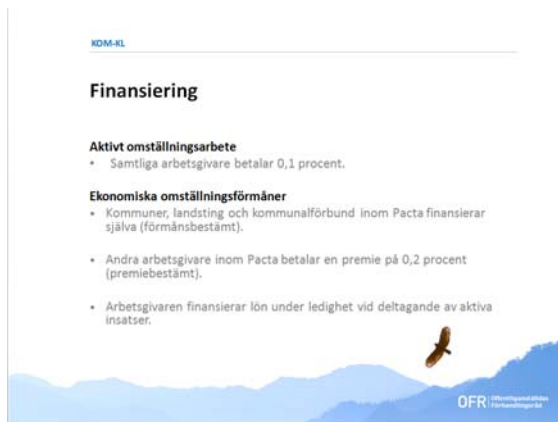 KOM-KL
Finansiering
Aktivt omställningsarbete
• Samtliga arbetsgivare betalar 0,1 procent.
Ekonomiska omställningsförmåner
• Kommuner, landsting och kommunalförbund inom Pacta finansierar
själva (förmånsbestämt).
• Andra arbetsgivare inom Pacta betalar en premie på 0,2 procent
(premiebestämt).
• Arbetsgivaren finansierar lön under ledighet vid deltagande av aktiva
insatser.
OFR Offentliganställdas
Förhandlingsråd